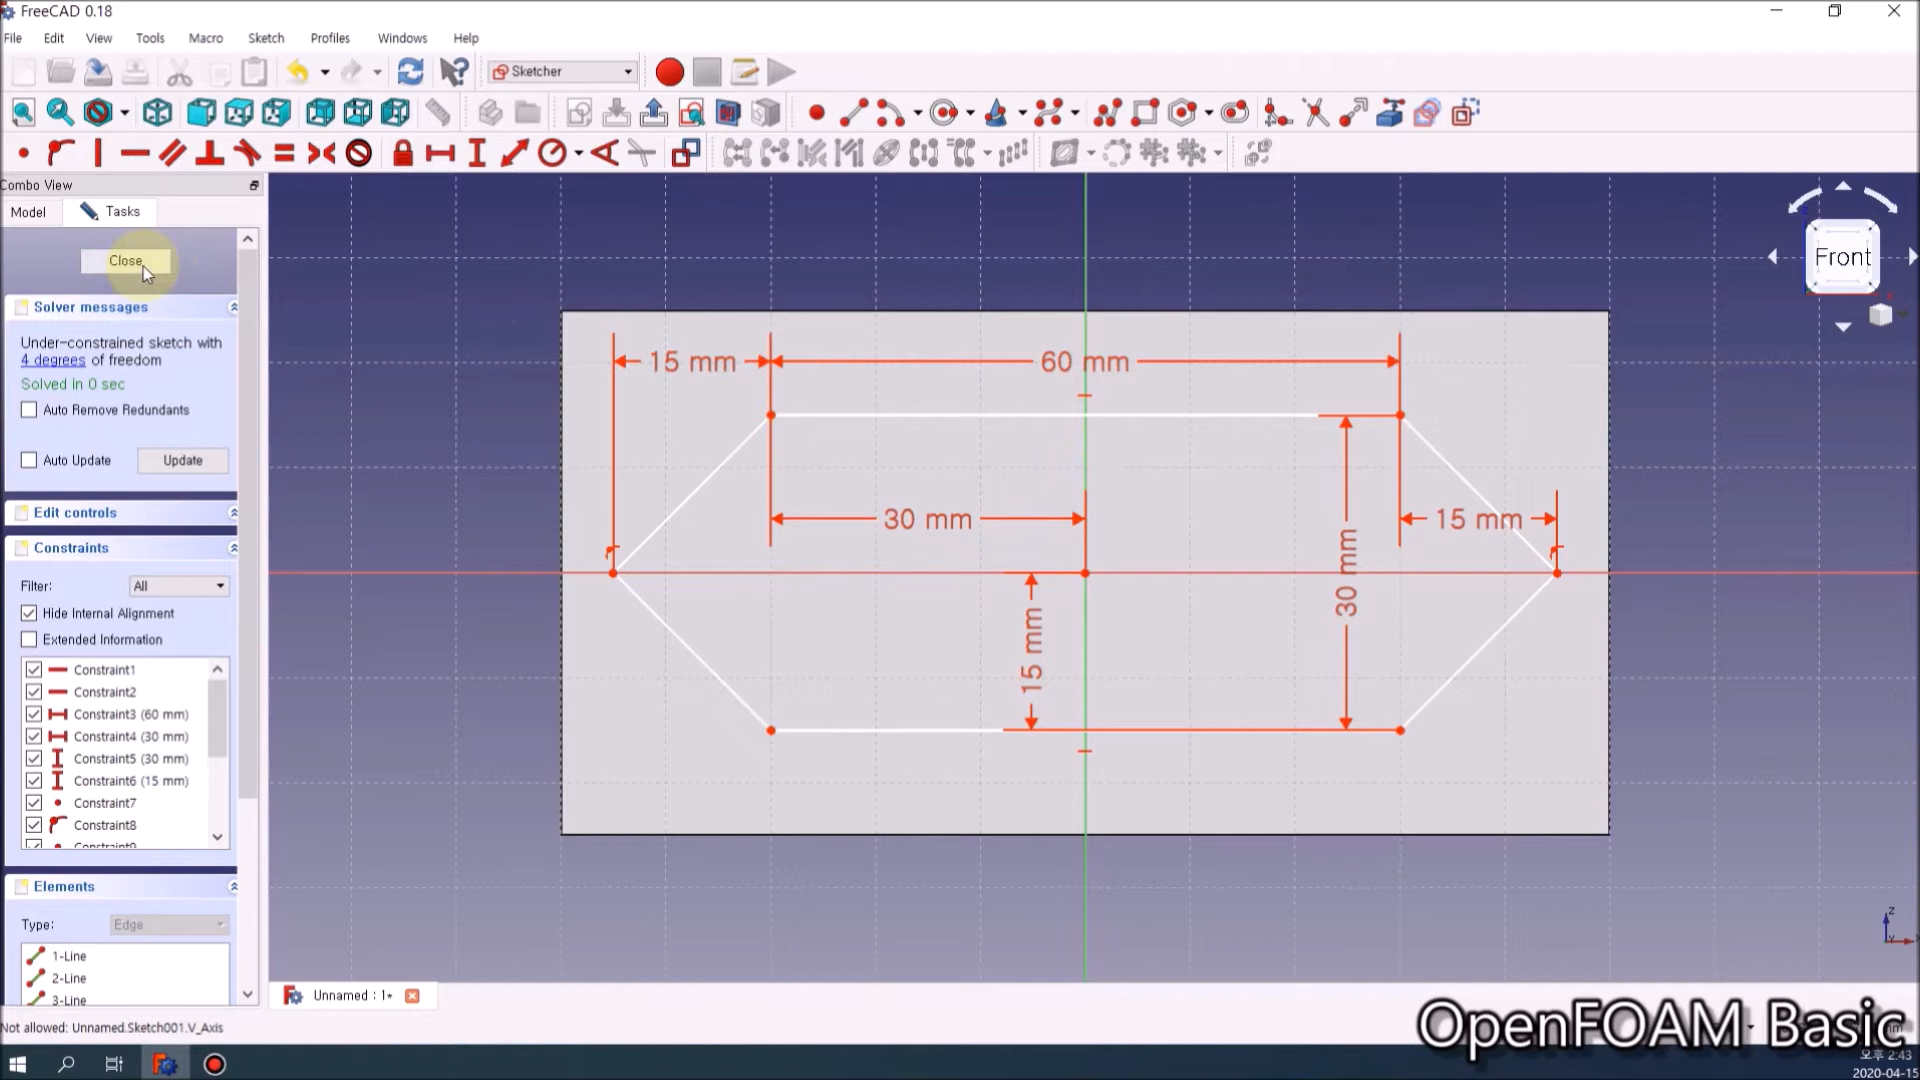 FreeCAD 0.18
File Edit View Tools Macro Sketch Profiles Windows Help
Sketcher
Combo View
Model Tasks
Close
Solver messages
Under-constrained sketch with
4 degrees of freedom
Solved in 0 sec
Auto Remove Redundants
Auto Update Update
Edit controls
Constraints
Filter: All
Hide Internal Alignment
Extended Information
Constraint1
Constraint2
Constraint3 (60 mm)
Constraint4 (30 mm)
Constraint5 (30 mm)
Constraint6 (15 mm)
Constraint7
Constraint8
Constraint9
Elements
Type: Edge
1-Line
2-Line
3-Line
15 mm
60 mm
30 mm
15 mm
30 mm
15 mm
Front
Z
Y
X
Unnamed : 1*
Not allowed: Unnamed.Sketch001.V_Axis
OpenFOAM Basic
오후 2:43
2020-04-15